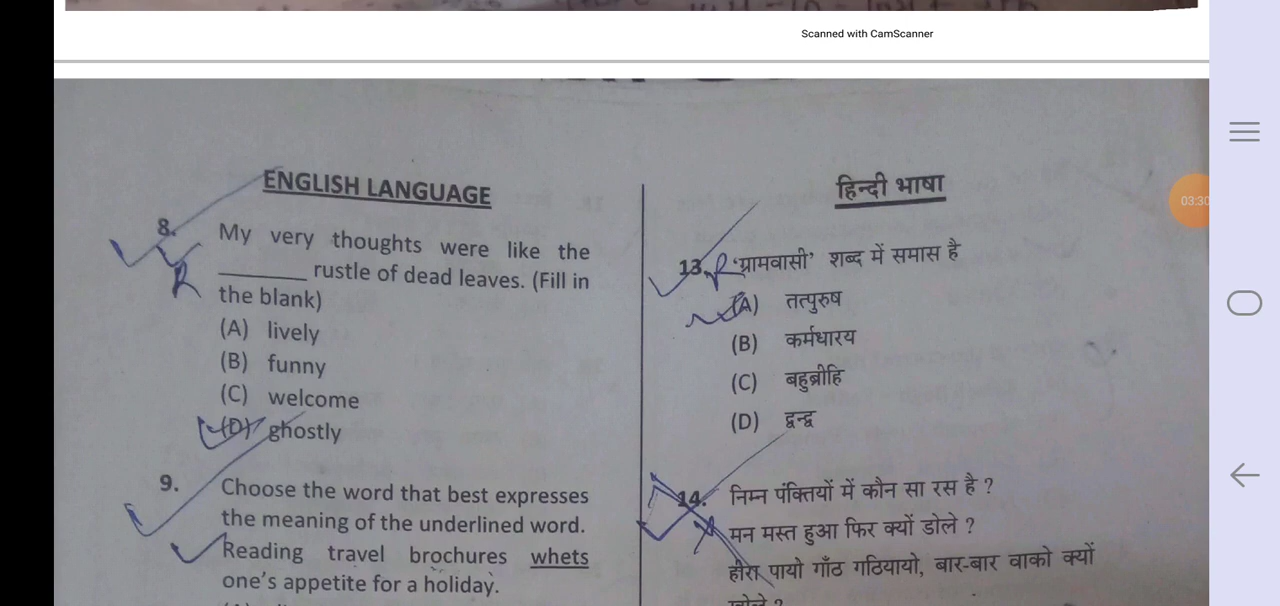 Scanned with CamScanner
ENGLISH LANGUAGE
8. My very thoughts were like the
________ rustle of dead leaves. (Fill in
the blank)
(A) lively
(B) funny
(C) welcome
(D) ghostly
9. Choose the word that best expresses
the meaning of the underlined word.
Reading travel brochures whets
one's appetite for a holiday.
हिन्दी भाषा
13. 'ग्रामवासी' शब्द में समास है
(A) तत्पुरुष
(B) कर्मधारय
(C) बहुब्रीहि
(D) द्वन्द्व
14. निम्न पंक्तियों में कौन सा रस है ?
मन मस्त हुआ फिर क्यों डोले ?
हीरा पायो गाँठ गठियायो, बार-बार वाको क्यों
03:30